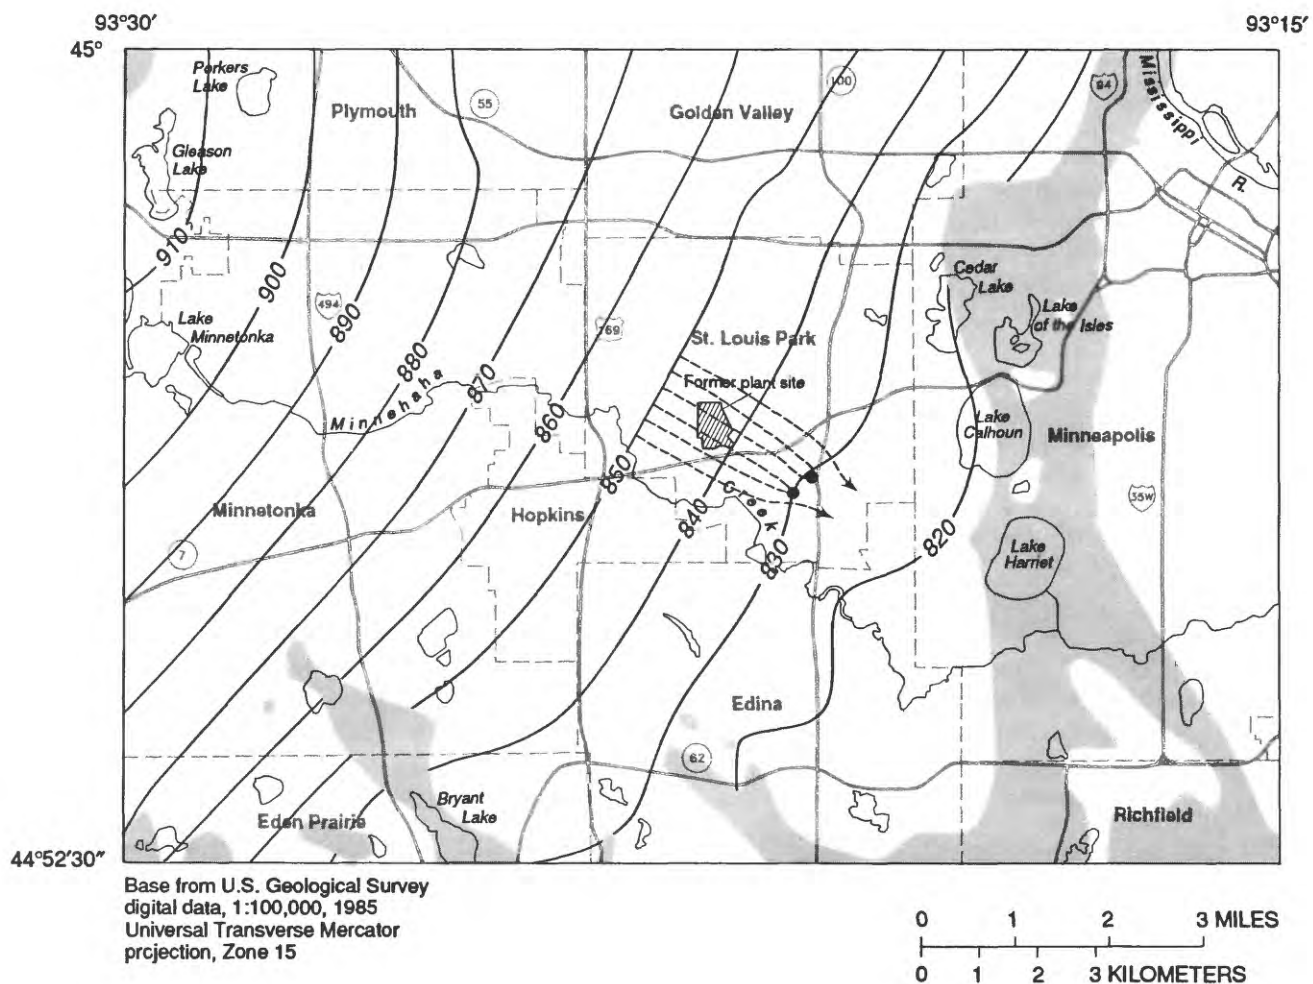 93°30′
93°15′
45°
Parkers
Lake
Plymouth
55
Golden Valley
100
94
Mississippi
R.
Gleason
Lake
910
900
494
890
Lake
Minnetonka
880
Minnehaha
870
169
St. Louis Park
Former plant site
Cedar
Lake
Lake
of the Isles
860
Lake
Calhoun
Minneapolis
850
Creek
35W
Minnetonka
Hopkins
840
830
820
7
Lake
Harriet
Edina
62
Bryant
Lake
Eden Prairie
Richfield
44°52′30″
Base from U.S. Geological Survey
digital data, 1:100,000, 1985
Universal Transverse Mercator
projection, Zone 15
0 1 2 3 MILES
0 1 2 3 KILOMETERS